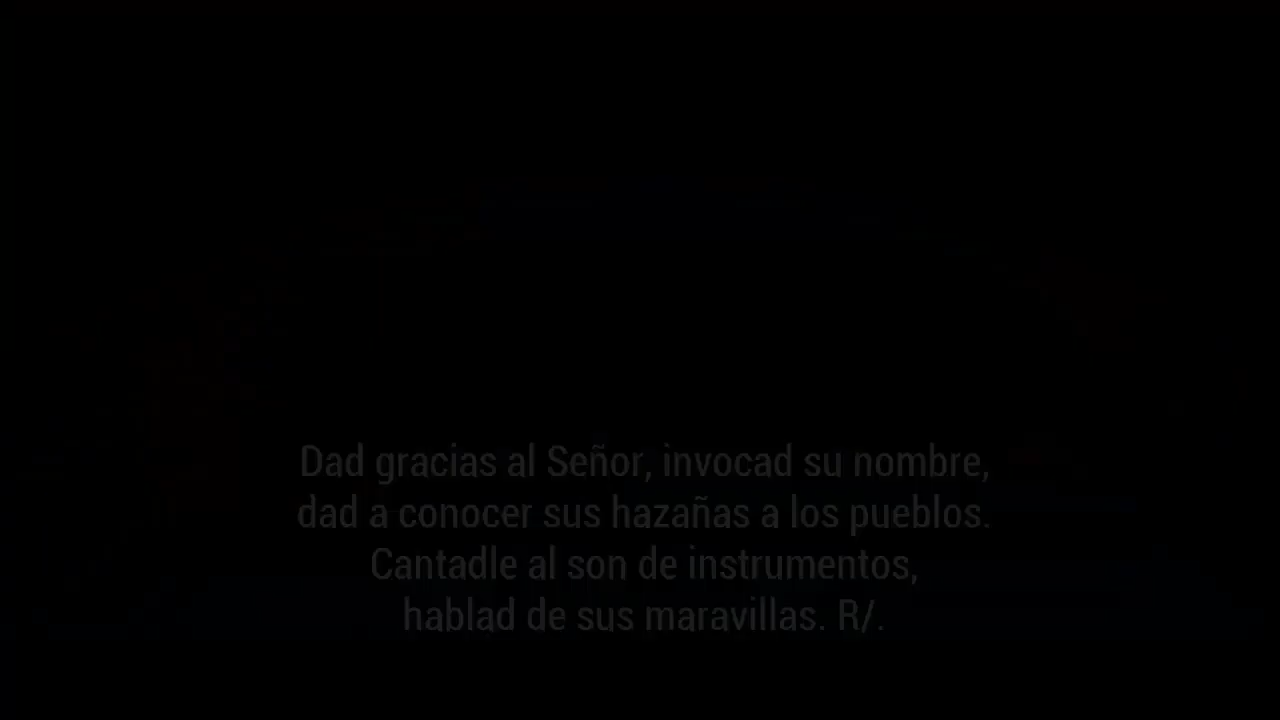 Dad gracias al Señor, invocad su nombre,
dad a conocer sus hazañas a los pueblos.
Cantadle al son de instrumentos,
hablad de sus maravillas. R/.